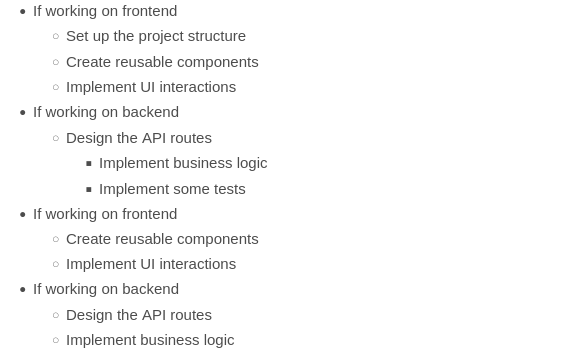 • If working on frontend
○ Set up the project structure
○ Create reusable components
○ Implement UI interactions
• If working on backend
○ Design the API routes
▪ Implement business logic
▪ Implement some tests
• If working on frontend
○ Create reusable components
○ Implement UI interactions
• If working on backend
○ Design the API routes
○ Implement business logic